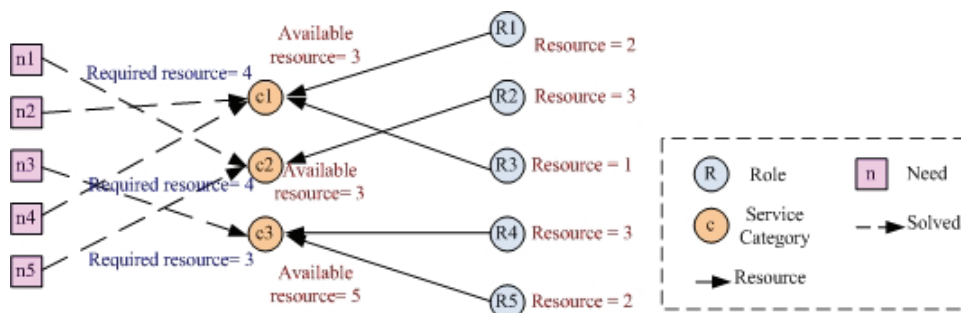 n1
n2
n3
n4
n5
Required resource= 4
Required resource= 4
Required resource= 3
Available
resource= 3
c1
c2
Available
resource= 3
c3
Available
resource= 5
R1
Resource = 2
R2
Resource = 3
R3
Resource = 1
R4
Resource = 3
R5
Resource = 2
R
Role
n
Need
c
Service
Category
Solved
Resource